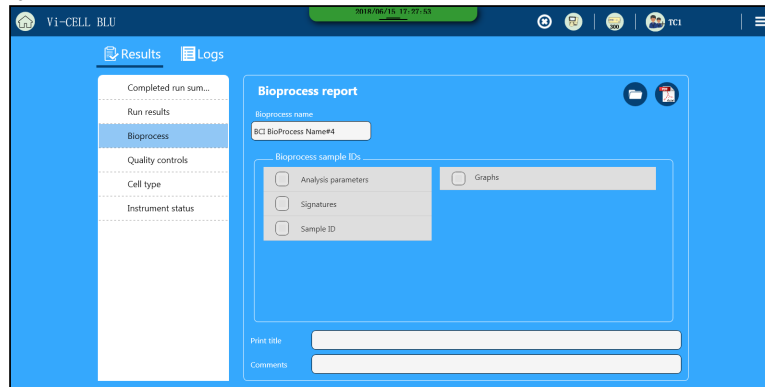 Vi-CELL BLU
2018/06/15 17:27:53
300
TC1
Results
Logs
Completed run sum...
Run results
Bioprocess
Quality controls
Cell type
Instrument status
Bioprocess report
Bioprocess name
BCI BioProcess Name#4
Bioprocess sample IDs
Analysis parameters
Graphs
Signatures
Sample ID
Print title
Comments